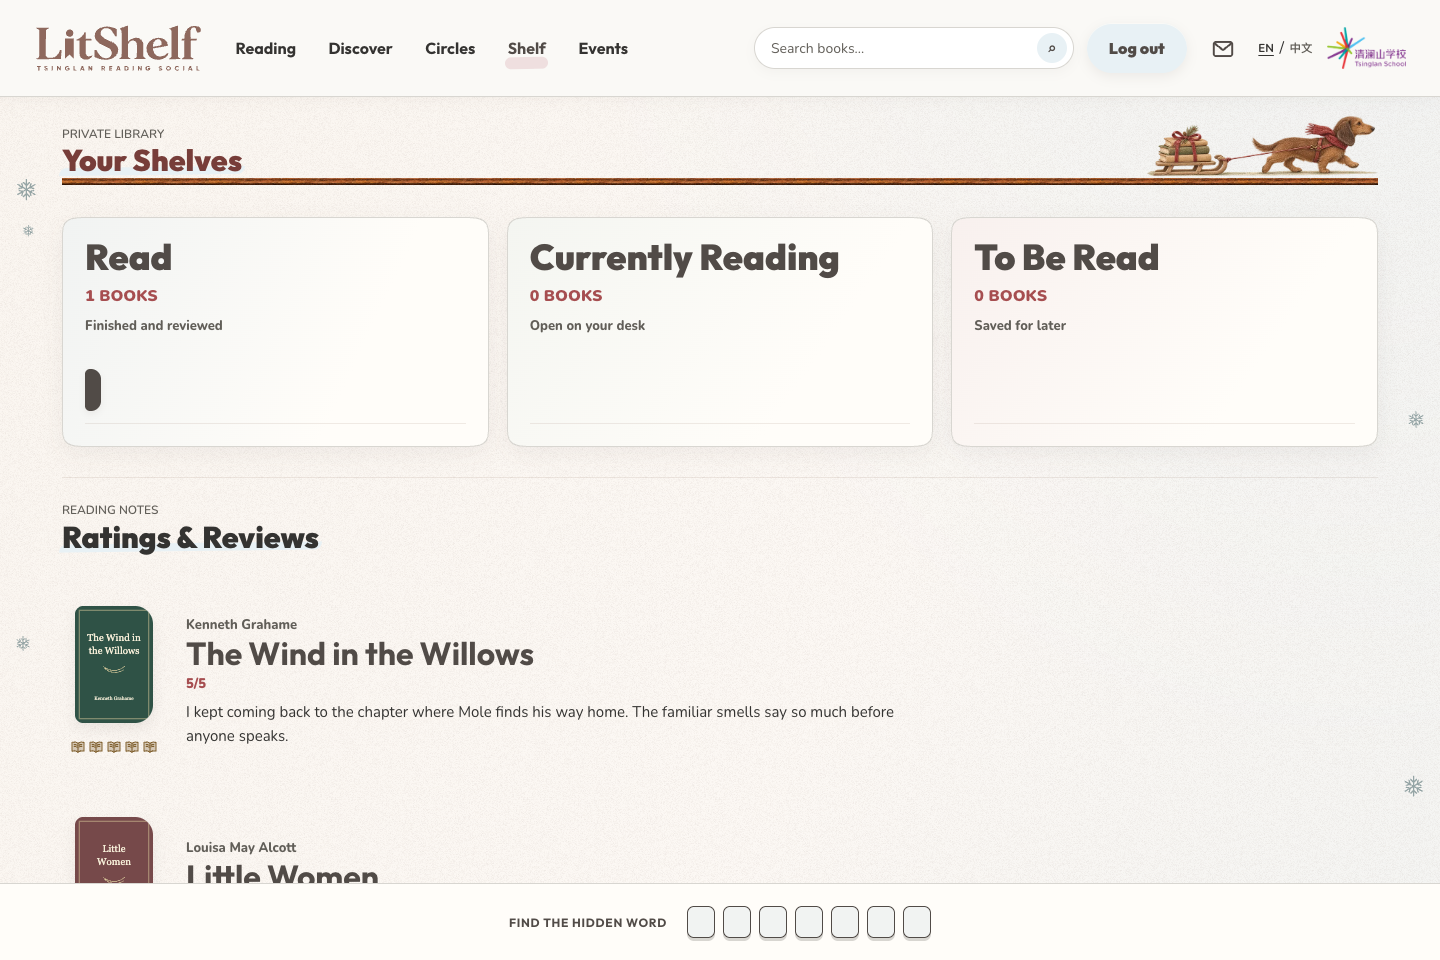 LitShelf
TSINGLAN READING SOCIAL
Reading
Discover
Circles
Shelf
Events
Search books...
Log out
EN / 中文
清澜山学校
Tsinglan School
PRIVATE LIBRARY
Your Shelves
Read
1 BOOKS
Finished and reviewed
Currently Reading
0 BOOKS
Open on your desk
To Be Read
0 BOOKS
Saved for later
READING NOTES
Ratings & Reviews
The Wind in
the Willows
Kenneth Grahame
Kenneth Grahame
The Wind in the Willows
5/5
I kept coming back to the chapter where Mole finds his way home. The familiar smells say so much before
anyone speaks.
Little
Women
Louisa May Alcott
Little Women
FIND THE HIDDEN WORD